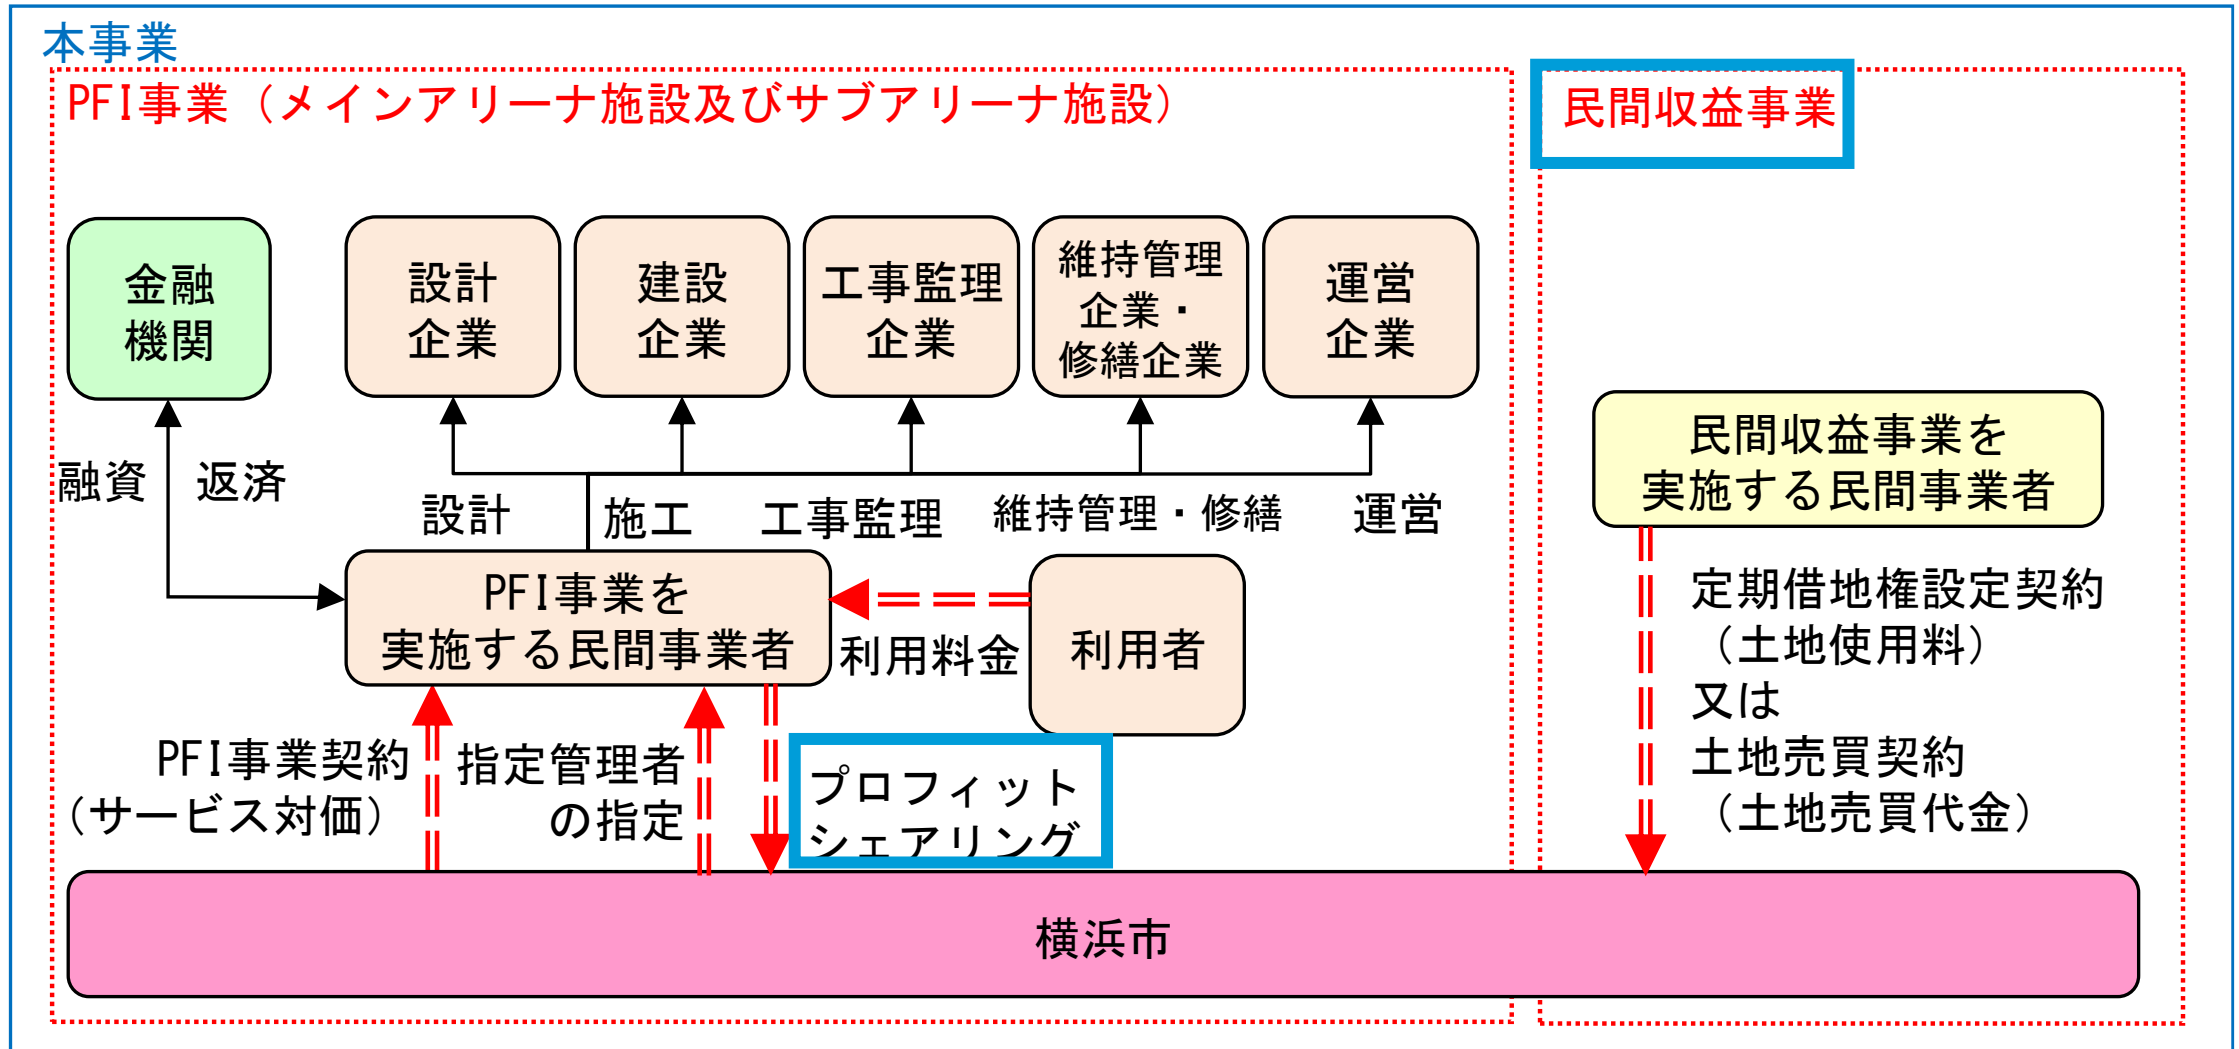 本事業
PFI事業（メインアリーナ施設及びサブアリーナ施設）
民間収益事業
金融
機関
設計
企業
建設
企業
工事監理
企業
維持管理
企業・
修繕企業
運営
企業
融資
返済
設計
施工
工事監理
維持管理・修繕
運営
民間収益事業を
実施する民間事業者
PFI事業を
実施する民間事業者
利用料金
利用者
定期借地権設定契約
（土地使用料）
又は
土地売買契約
（土地売買代金）
PFI事業契約
（サービス対価）
指定管理者
の指定
プロフィット
シェアリング
横浜市